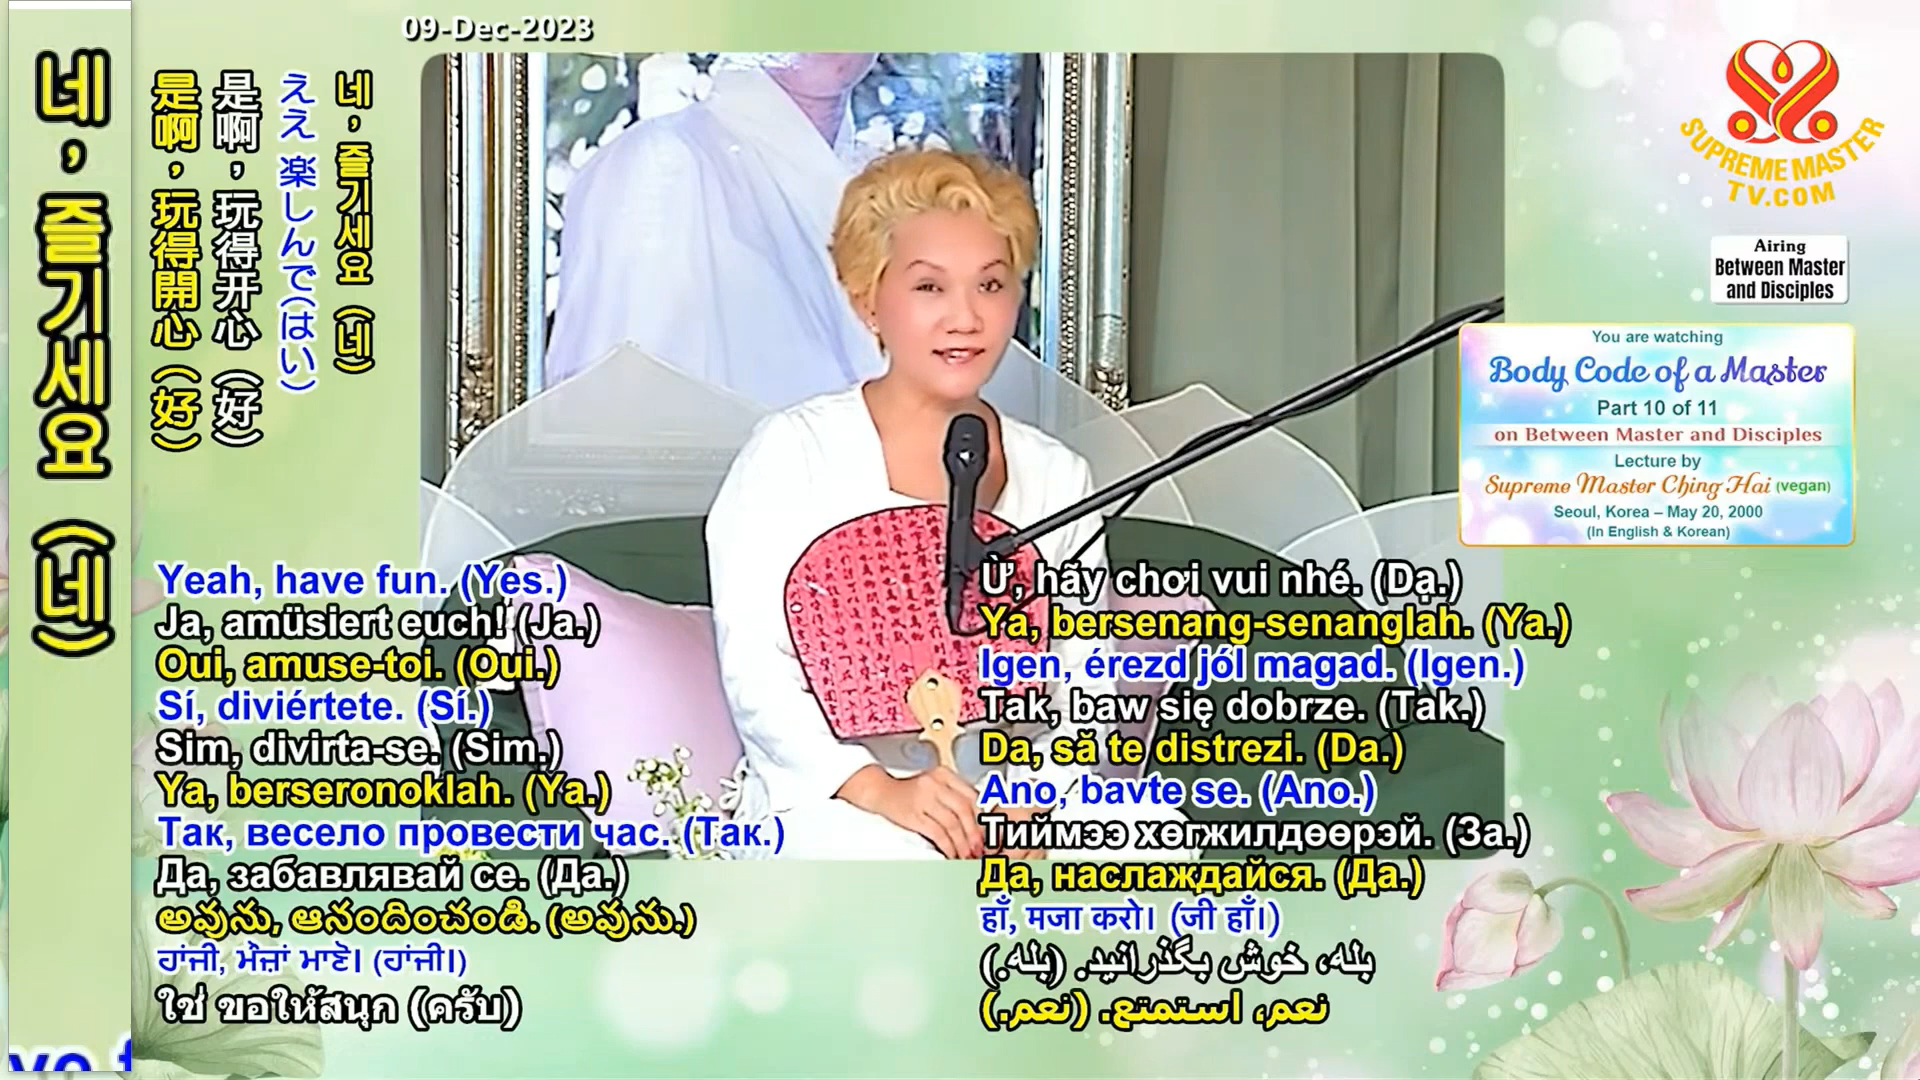 09-Dec-2023
네, 즐기세요 (네)
是啊，玩得開心（好）
是啊，玩得开心（好）
ええ 楽しんで(はい)
네, 즐기세요 (네)
SUPREME MASTER
TV.COM
Airing
Between Master
and Disciples
You are watching
Body Code of a Master
Part 10 of 11
on Between Master and Disciples
Lecture by
Supreme Master Ching Hai (vegan)
Seoul, Korea – May 20, 2000
(In English & Korean)
Yeah, have fun. (Yes.)
Ja, amüsiert euch! (Ja.)
Oui, amuse-toi. (Oui.)
Sí, diviértete. (Sí.)
Sim, divirta-se. (Sim.)
Ya, berseronoklah. (Ya.)
Так, весело провести час. (Так.)
Да, забавлявай се. (Да.)
అవును, ఆనందించండి. (అవును.)
ਹਾਂਜੀ, ਮੌਜ਼ਾਂ ਮਾਣੋ। (ਹਾਂਜੀ।)
ใช่ ขอให้สนุก (ครับ)
Ừ, hãy chơi vui nhé. (Dạ.)
Ya, bersenang-senanglah. (Ya.)
Igen, érezd jól magad. (Igen.)
Tak, baw się dobrze. (Tak.)
Da, să te distrezi. (Da.)
Ano, bavte se. (Ano.)
Тиймээ хөгжилдөөрэй. (За.)
Да, наслаждайся. (Да.)
हाँ, मजा करो। (जी हाँ।)
بله، خوش بگذرانید. (بله.)
نعم، استمتع. (نعم.)